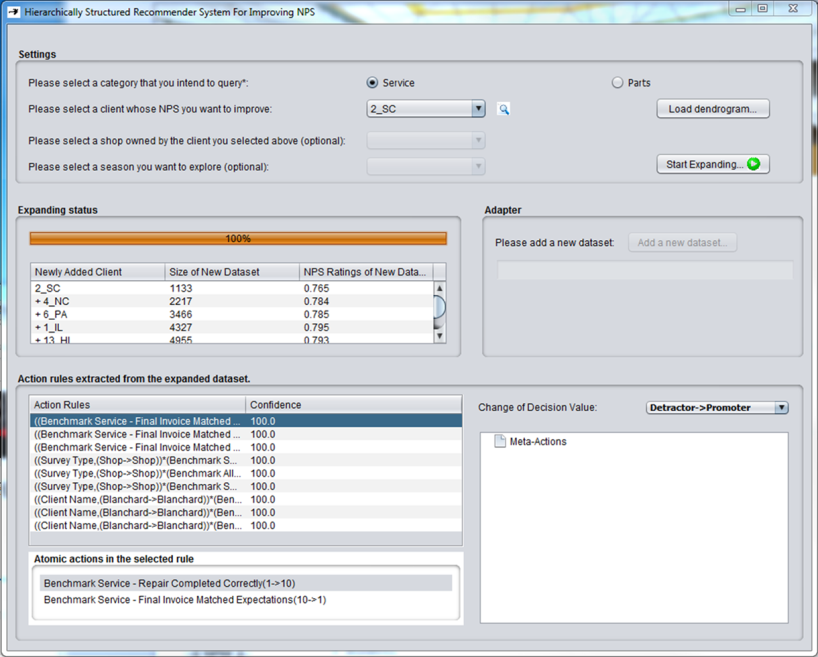 Hierarchically Structured Recommender System For Improving NPS
Settings
Please select a category that you intend to query*: Service Parts
Please select a client whose NPS you want to improve: 2_SC Load dendrogram...
Please select a shop owned by the client you selected above (optional):
Please select a season you want to explore (optional): Start Expanding...
Expanding status
100%
Newly Added Client Size of New Dataset NPS Ratings of New Data...
2_SC 1133 0.765
+ 4_NC 2217 0.784
+ 6_PA 3466 0.785
+ 1_IL 4327 0.795
+ 13_HI 4955 0.793
Adapter
Please add a new dataset: Add a new dataset...
Action rules extracted from the expanded dataset.
Action Rules Confidence
((Benchmark Service - Final Invoice Matched ... 100.0
((Benchmark Service - Final Invoice Matched ... 100.0
((Benchmark Service - Final Invoice Matched ... 100.0
((Survey Type,(Shop->Shop))*(Benchmark S... 100.0
((Survey Type,(Shop->Shop))*(Benchmark All... 100.0
((Survey Type,(Shop->Shop))*(Benchmark S... 100.0
((Client Name,(Blanchard->Blanchard))*(Ben... 100.0
((Client Name,(Blanchard->Blanchard))*(Ben... 100.0
((Client Name,(Blanchard->Blanchard))*(Ben... 100.0
Atomic actions in the selected rule
Benchmark Service - Repair Completed Correctly(1->10)
Benchmark Service - Final Invoice Matched Expectations(10->1)
Change of Decision Value: Detractor->Promoter
Meta-Actions